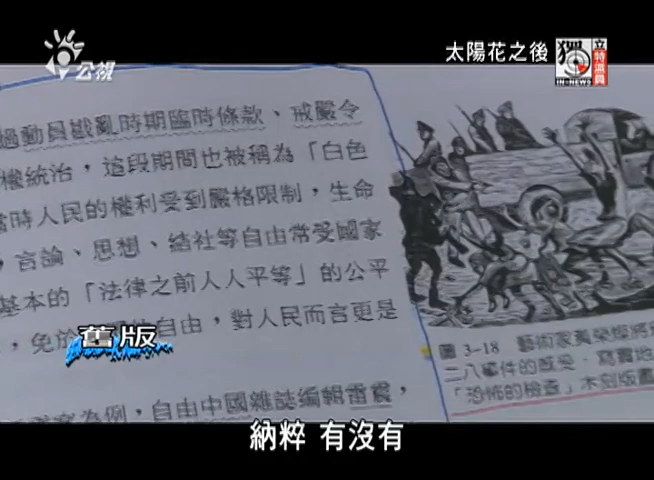 公視
太陽花之後
獨立特派員
IN-NEWS
過動員戡亂時期臨時條款、戒嚴令
權統治,這段期間也被稱為「白色
當時人民的權利受到嚴格限制,生命
,言論、思想、結社等自由常受國家
基本的「法律之前人人平等」的公平
,免於 自由,對人民而言更是
為例,自由中國雜誌編輯雷震,
圖 3-18 藝術家黃榮燦將
二八事件的感受,寫實地
「恐怖的檢查」木刻版畫
舊版
納粹 有沒有